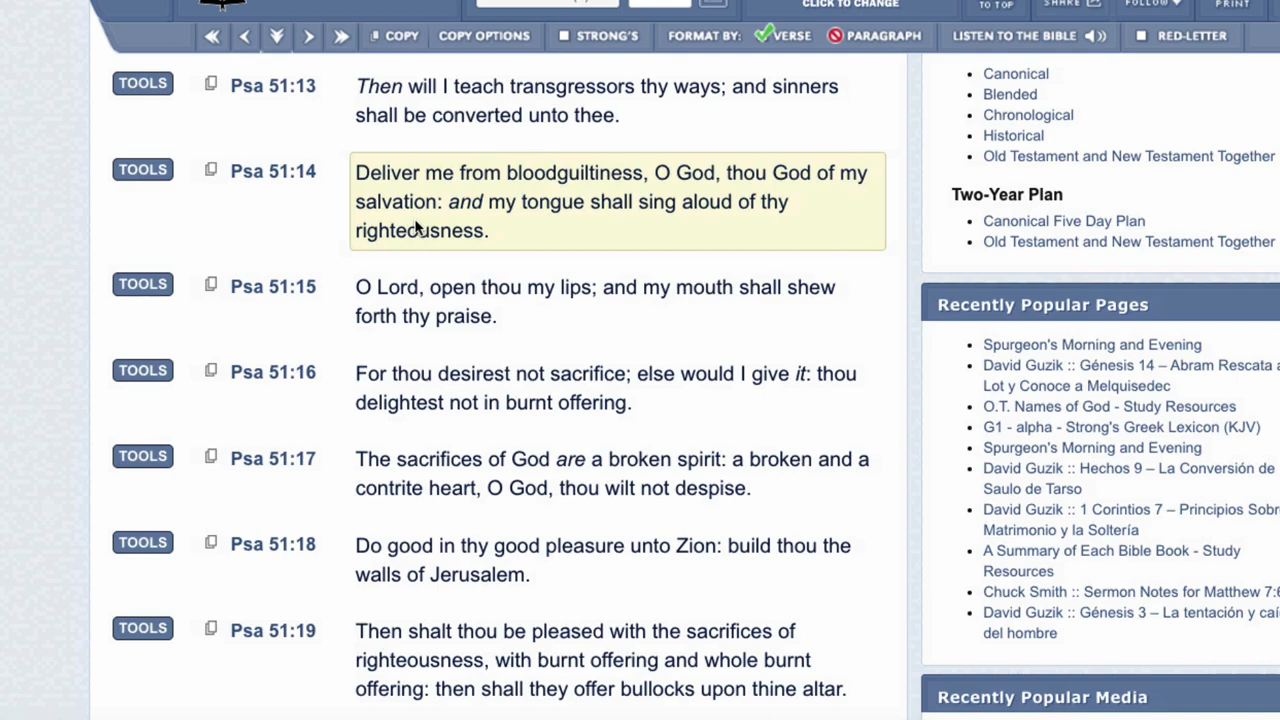 CLICK TO CHANGE
TO TOP
SHARE
FOLLOW
PRINT
COPY
COPY OPTIONS
STRONG'S
FORMAT BY:
VERSE
PARAGRAPH
LISTEN TO THE BIBLE
RED-LETTER
TOOLS
Psa 51:13
Then will I teach transgressors thy ways; and sinners
shall be converted unto thee.
TOOLS
Psa 51:14
Deliver me from bloodguiltiness, O God, thou God of my
salvation: and my tongue shall sing aloud of thy
righteousness.
TOOLS
Psa 51:15
O Lord, open thou my lips; and my mouth shall shew
forth thy praise.
TOOLS
Psa 51:16
For thou desirest not sacrifice; else would I give it: thou
delightest not in burnt offering.
TOOLS
Psa 51:17
The sacrifices of God are a broken spirit: a broken and a
contrite heart, O God, thou wilt not despise.
TOOLS
Psa 51:18
Do good in thy good pleasure unto Zion: build thou the
walls of Jerusalem.
TOOLS
Psa 51:19
Then shalt thou be pleased with the sacrifices of
righteousness, with burnt offering and whole burnt
offering: then shall they offer bullocks upon thine altar.
Canonical
Blended
Chronological
Historical
Old Testament and New Testament Together
Two-Year Plan
Canonical Five Day Plan
Old Testament and New Testament Together
Recently Popular Pages
Spurgeon's Morning and Evening
David Guzik :: Génesis 14 – Abram Rescata a
Lot y Conoce a Melquisedec
O.T. Names of God - Study Resources
G1 - alpha - Strong's Greek Lexicon (KJV)
Spurgeon's Morning and Evening
David Guzik :: Hechos 9 – La Conversión de
Saulo de Tarso
David Guzik :: 1 Corintios 7 – Principios Sobr
Matrimonio y la Soltería
A Summary of Each Bible Book - Study
Resources
Chuck Smith :: Sermon Notes for Matthew 7:6
David Guzik :: Génesis 3 – La tentación y caí
del hombre
Recently Popular Media